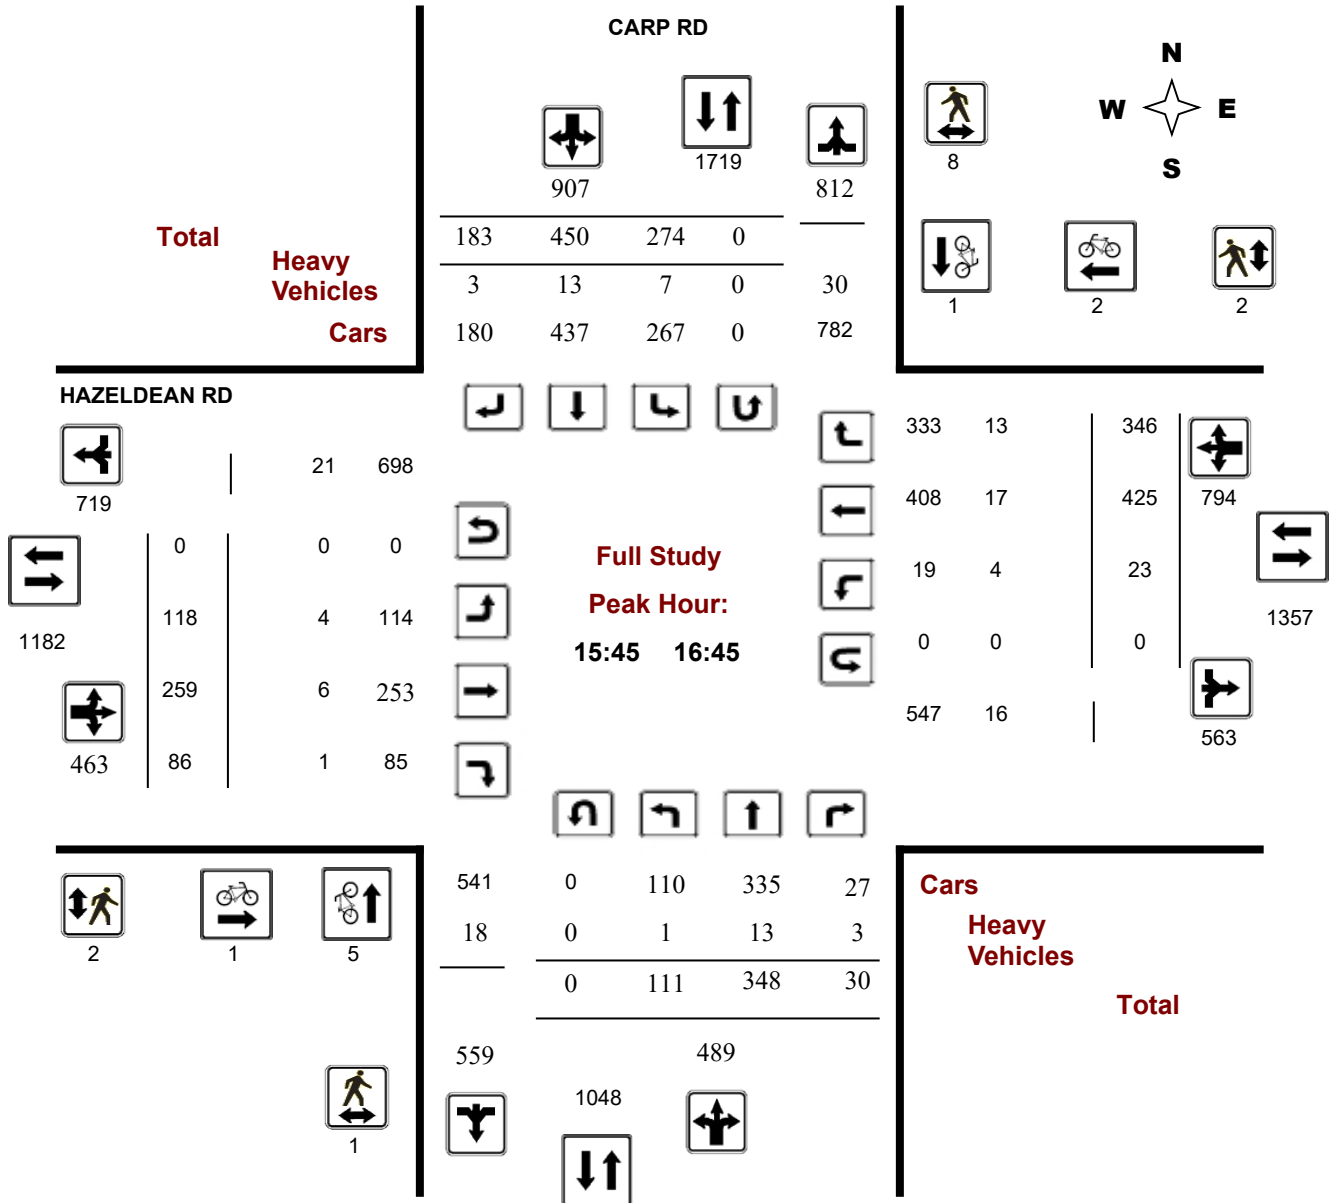 CARP RD
N
W E
S
8
1719
907 812
183 450 274 0
Total
Heavy
Vehicles
3 13 7 0 30
1 2 2
Cars
180 437 267 0 782
HAZELDEAN RD
333 13 346
21 698
719
408 17 425 794
0 0 0
Full Study
19 4 23
Peak Hour:
118 4 114
1357
1182
15:45 16:45
0 0 0
259 6 253
547 16
563
463 86 1 85
541 0 110 335 27
Cars
18 0 1 13 3
Heavy
Vehicles
2 1 5
0 111 348 30
Total
559 489
1048
1